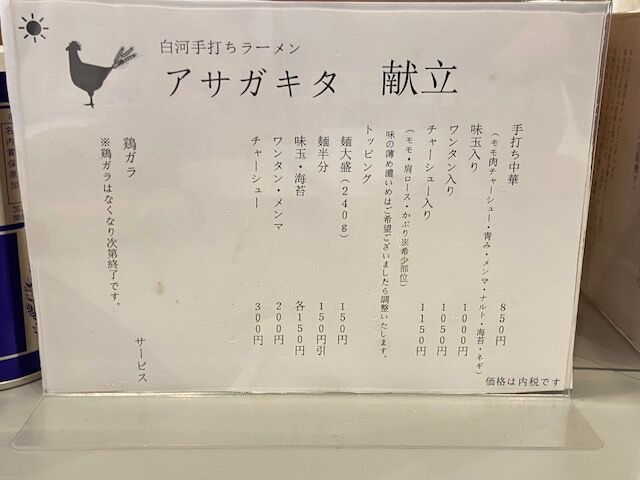 白河手打ちラーメン
アサガキタ 献立
手打ち中華 850円
(モモ肉チャーシュー・青み・メンマ・ナルト・海苔・ネギ)
味玉入り 1000円
ワンタン入り 1050円
チャーシュー入り 1150円
(モモ・肩ロース・かぶり※希少部位)
味の薄め濃いめはご希望ございましたら調整いたします。
トッピング
麺大盛(240g) 150円
麺半分 150円引
味玉・海苔 各150円
ワンタン・メンマ 200円
チャーシュー 300円
鶏ガラ サービス
※鶏ガラはなくなり次第終了です。
価格は内税です